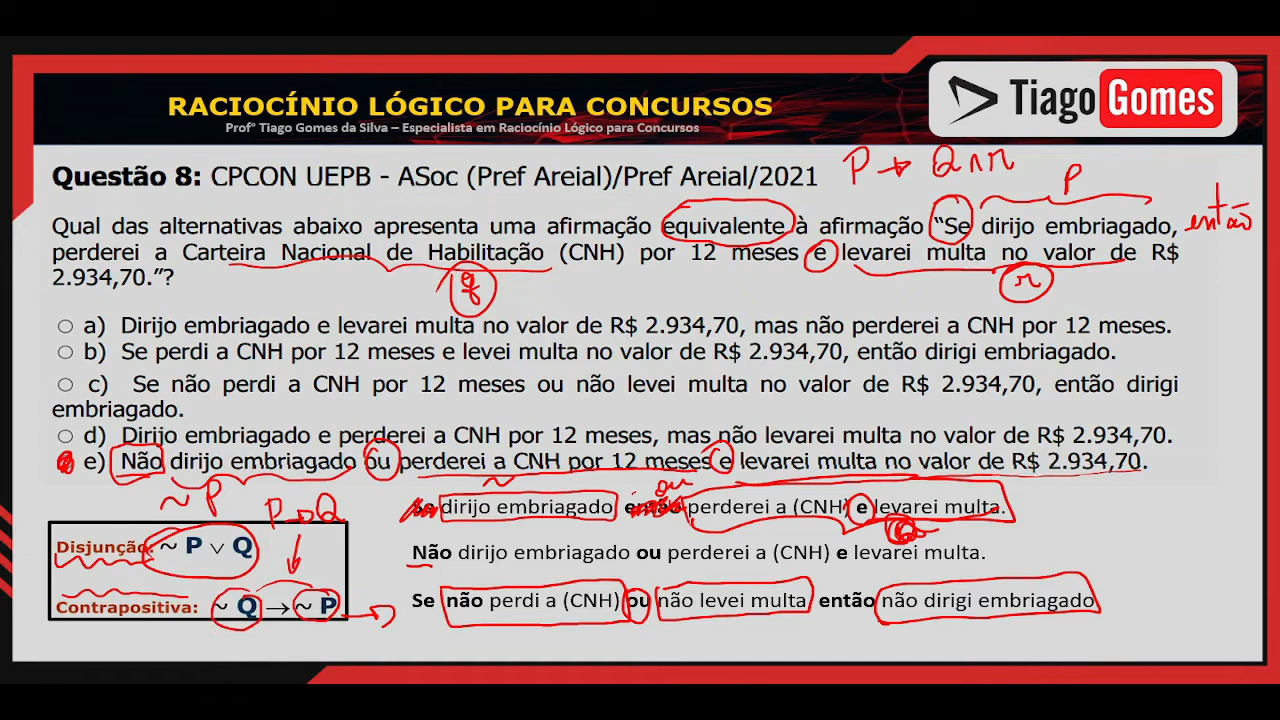 RACIOCÍNIO LÓGICO PARA CONCURSOS
Prof° Tiago Gomes da Silva – Especialista em Raciocínio Lógico para Concursos
Tiago Gomes
Questão 8: CPCON UEPB - ASoc (Pref Areial)/Pref Areial/2021
P → Q ∧ r
P
Qual das alternativas abaixo apresenta uma afirmação equivalente à afirmação “Se dirijo embriagado,
então
perderei a Carteira Nacional de Habilitação (CNH) por 12 meses e levarei multa no valor de R$
2.934,70.”?
q
r
a) Dirijo embriagado e levarei multa no valor de R$ 2.934,70, mas não perderei a CNH por 12 meses.
b) Se perdi a CNH por 12 meses e levei multa no valor de R$ 2.934,70, então dirigi embriagado.
c) Se não perdi a CNH por 12 meses ou não levei multa no valor de R$ 2.934,70, então dirigi
embriagado.
d) Dirijo embriagado e perderei a CNH por 12 meses, mas não levarei multa no valor de R$ 2.934,70.
e) Não dirijo embriagado ou perderei a CNH por 12 meses e levarei multa no valor de R$ 2.934,70.
~P
ou
P → Q
Se dirijo embriagado então perderei a (CNH) e levarei multa.
Q
Disjunção: ~ P ∨ Q
Não dirijo embriagado ou perderei a (CNH) e levarei multa.
Contrapositiva: ~ Q → ~ P
Se não perdi a (CNH) ou não levei multa então não dirigi embriagado